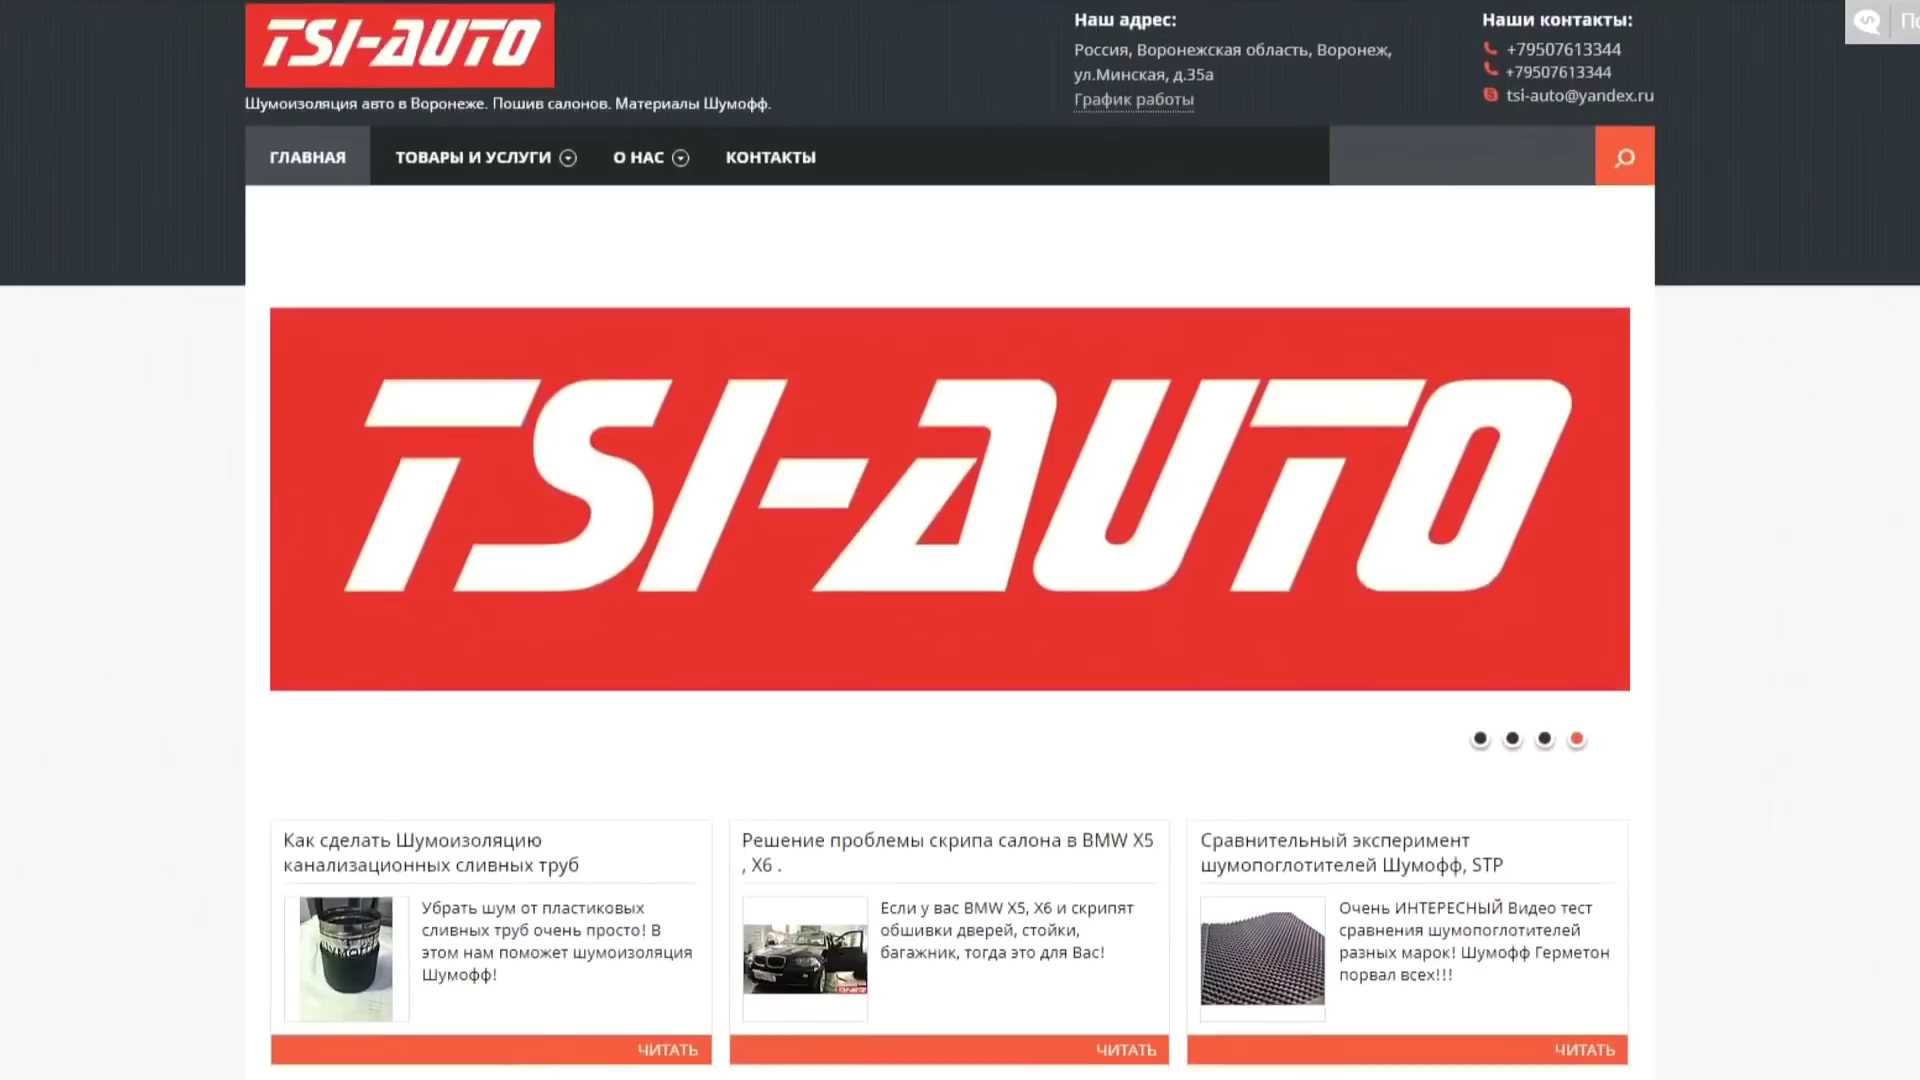 TSI-AUTO
Шумоизоляция авто в Воронеже. Пошив салонов. Материалы Шумофф.
Наш адрес:
Россия, Воронежская область, Воронеж,
ул.Минская, д.35а
График работы
Наши контакты:
+79507613344
+79507613344
tsi-auto@yandex.ru
ГЛАВНАЯ
ТОВАРЫ И УСЛУГИ
О НАС
КОНТАКТЫ
TSI-AUTO
Как сделать Шумоизоляцию
канализационных сливных труб
Убрать шум от пластиковых
сливных труб очень просто! В
этом нам поможет шумоизоляция
Шумофф!
ЧИТАТЬ
Решение проблемы скрипа салона в BMW X5
, X6 .
Если у вас BMW X5, X6 и скрипят
обшивки дверей, стойки,
багажник, тогда это для Вас!
ЧИТАТЬ
Сравнительный эксперимент
шумопоглотителей Шумофф, STP
Очень ИНТЕРЕСНЫЙ Видео тест
сравнения шумопоглотителей
разных марок! Шумофф Герметон
порвал всех!!!
ЧИТАТЬ